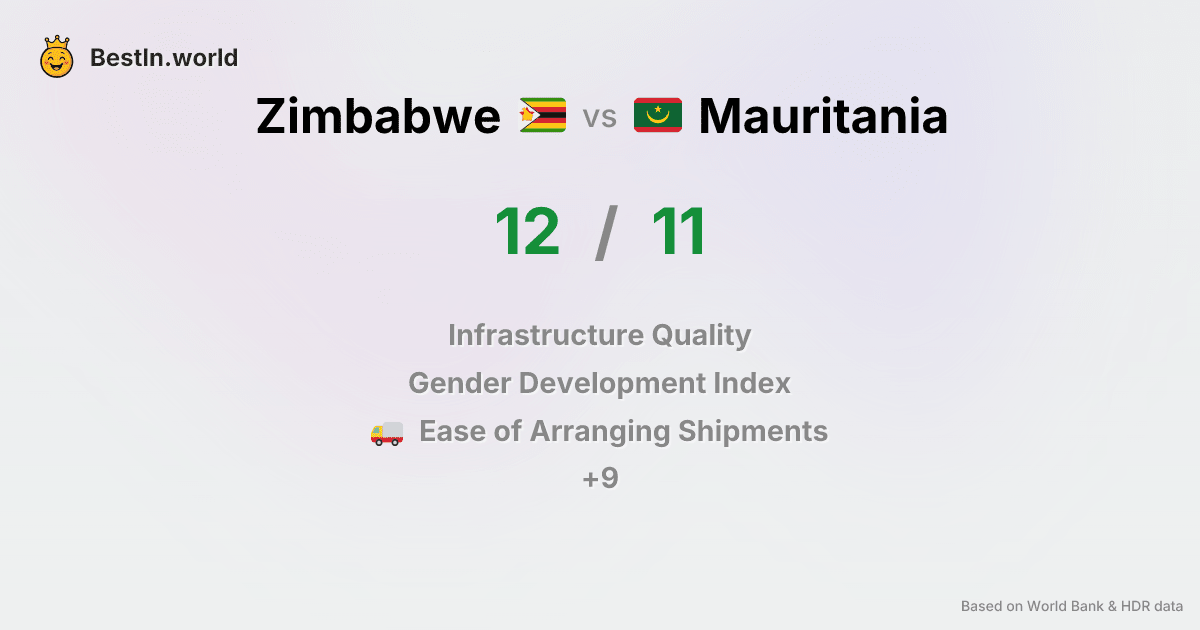 BestIn.world
Zimbabwe vs Mauritania
12 / 11
Infrastructure Quality
Gender Development Index
Ease of Arranging Shipments
+9
Based on World Bank & HDR data